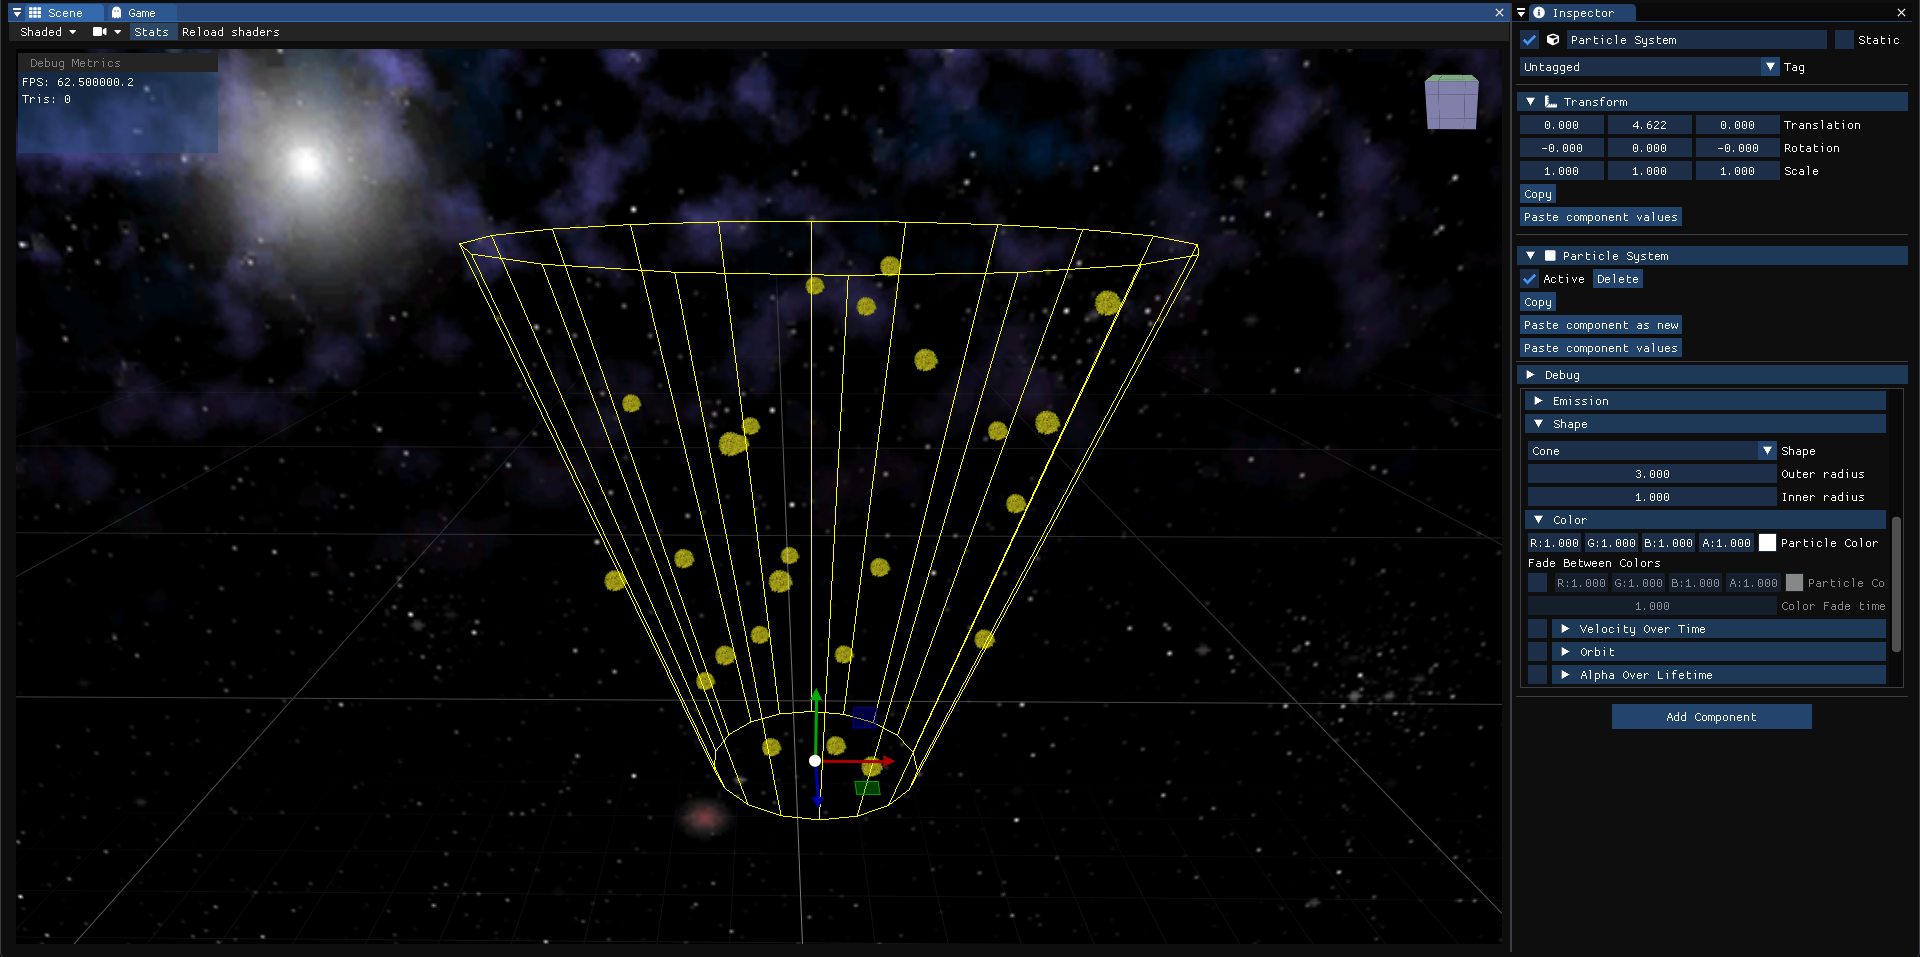 Scene Game
Shaded Stats Reload shaders
Debug Metrics
FPS: 62.500000.2
Tris: 0
Inspector
Particle System Static
Untagged Tag
Transform
0.000 4.622 0.000 Translation
-0.000 0.000 -0.000 Rotation
1.000 1.000 1.000 Scale
Copy
Paste component values
Particle System
Active Delete
Copy
Paste component as new
Paste component values
Debug
Emission
Shape
Cone Shape
3.000 Outer radius
1.000 Inner radius
Color
R:1.000 G:1.000 B:1.000 A:1.000 Particle Color
Fade Between Colors
R:1.000 G:1.000 B:1.000 A:1.000 Particle Co
1.000 Color Fade time
Velocity Over Time
Orbit
Alpha Over Lifetime
Add Component